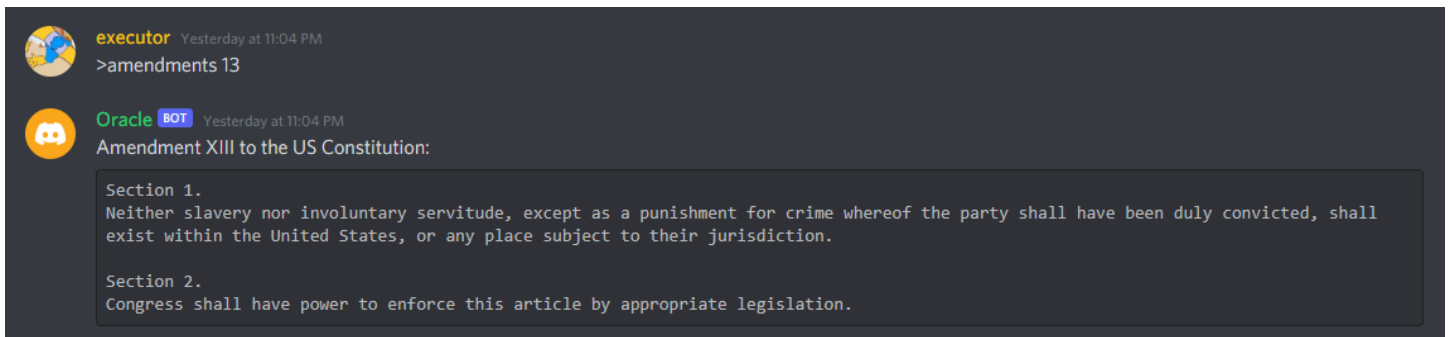 executor Yesterday at 11:04 PM
>amendments 13
Oracle BOT Yesterday at 11:04 PM
Amendment XIII to the US Constitution:
Section 1.
Neither slavery nor involuntary servitude, except as a punishment for crime whereof the party shall have been duly convicted, shall
exist within the United States, or any place subject to their jurisdiction.
Section 2.
Congress shall have power to enforce this article by appropriate legislation.